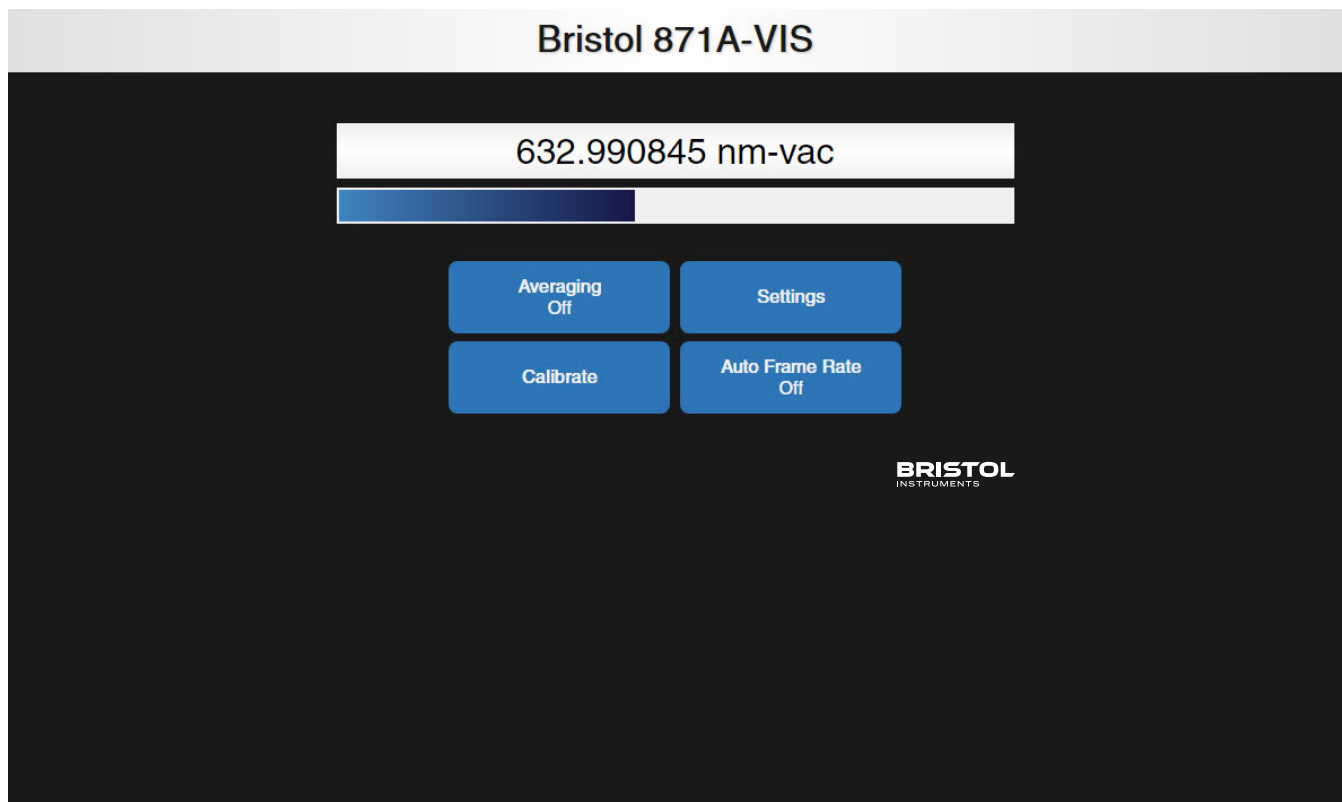 Bristol 871A-VIS
632.990845 nm-vac
Averaging
Off
Settings
Calibrate
Auto Frame Rate
Off
BRISTOL
INSTRUMENTS